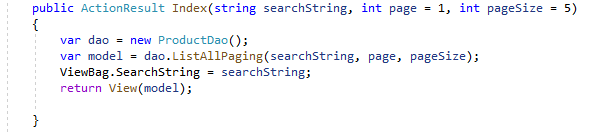 public ActionResult Index(string searchString, int page = 1, int pageSize = 5)
{
var dao = new ProductDao();
var model = dao.ListAllPaging(searchString, page, pageSize);
ViewBag.SearchString = searchString;
return View(model);
}